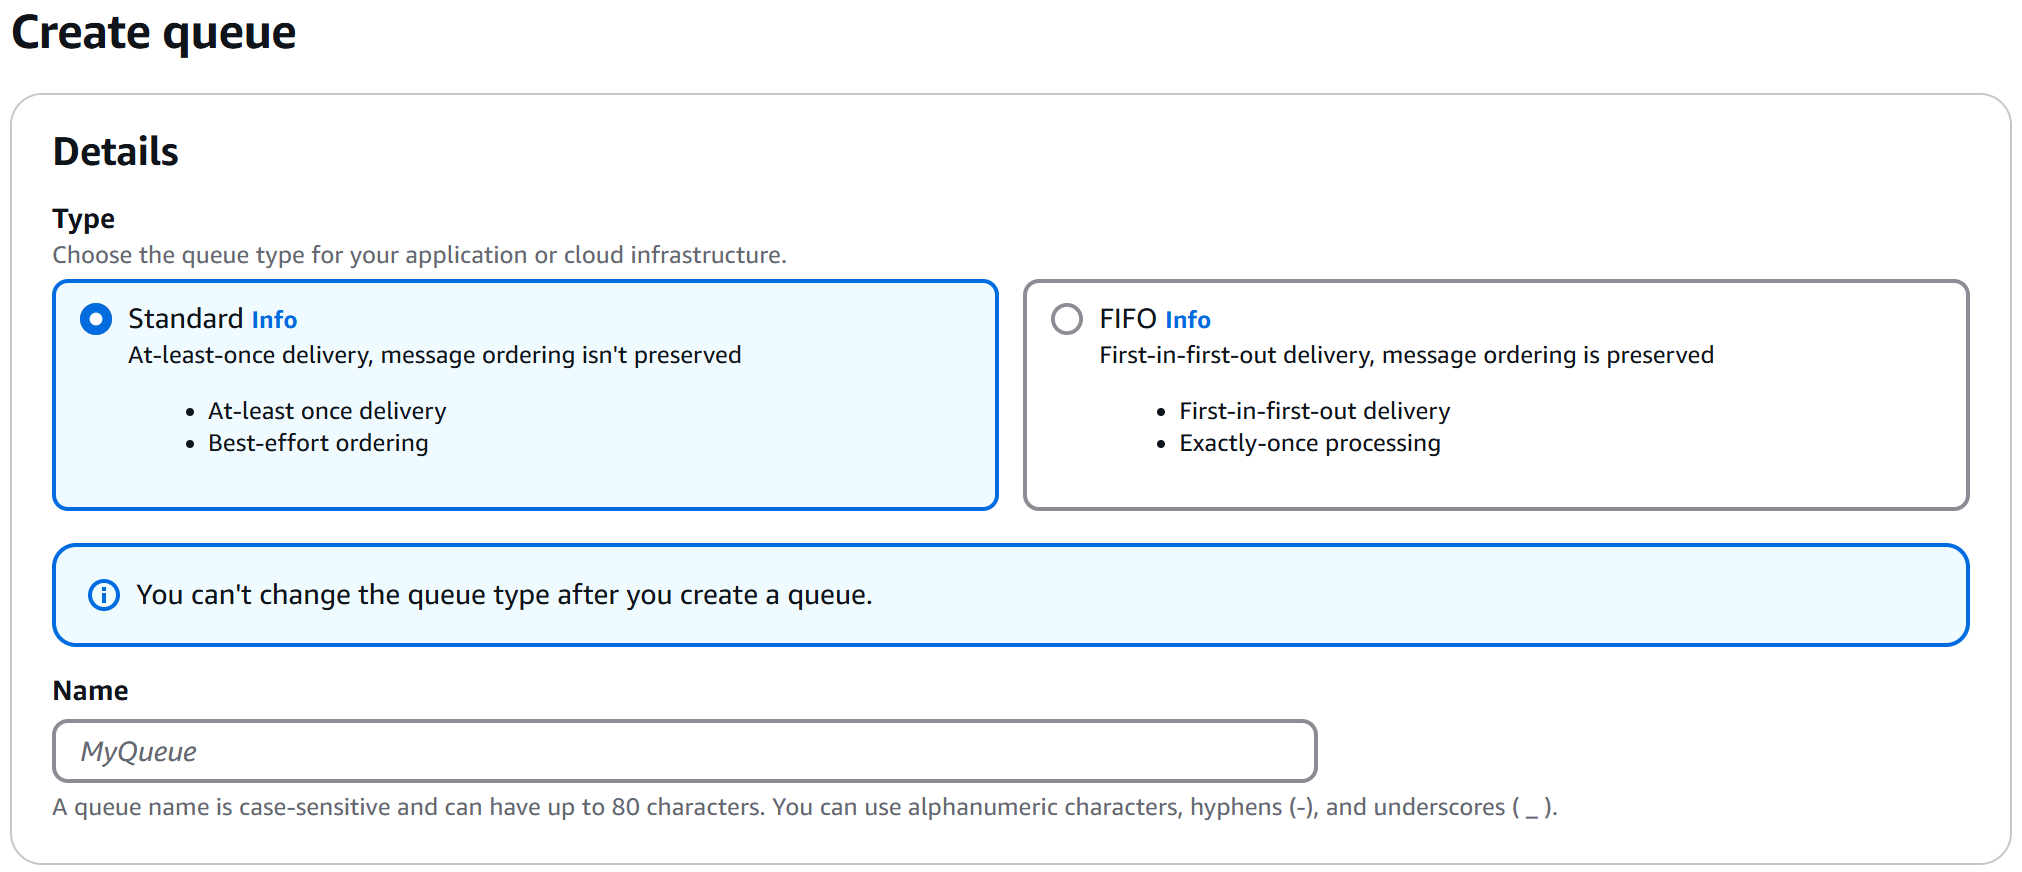 Create queue
Details
Type
Choose the queue type for your application or cloud infrastructure.
Standard Info
At-least-once delivery, message ordering isn't preserved
• At-least once delivery
• Best-effort ordering
FIFO Info
First-in-first-out delivery, message ordering is preserved
• First-in-first-out delivery
• Exactly-once processing
You can't change the queue type after you create a queue.
Name
MyQueue
A queue name is case-sensitive and can have up to 80 characters. You can use alphanumeric characters, hyphens (-), and underscores ( _ ).